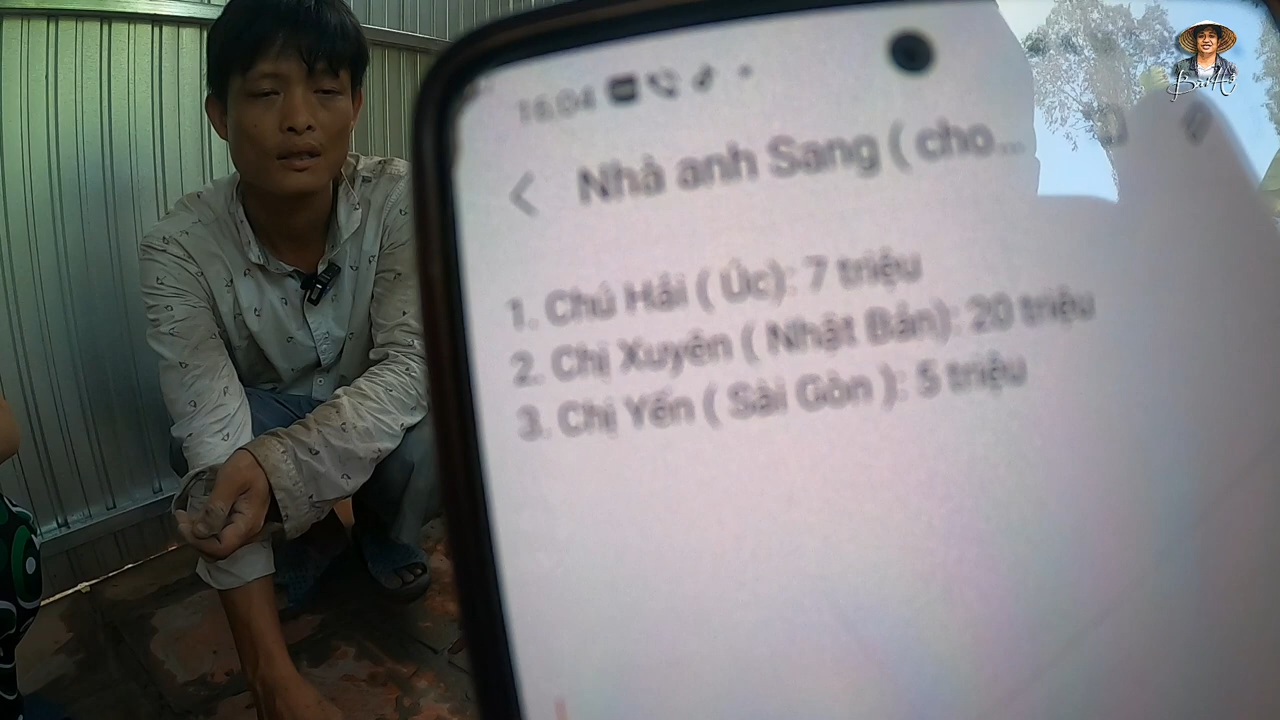 16:04
Nhà anh Sang ( cho...
1. Chú Hải ( Úc): 7 triệu
2. Chị Xuyên ( Nhật Bản): 20 triệu
3. Chị Yến ( Sài Gòn ): 5 triệu